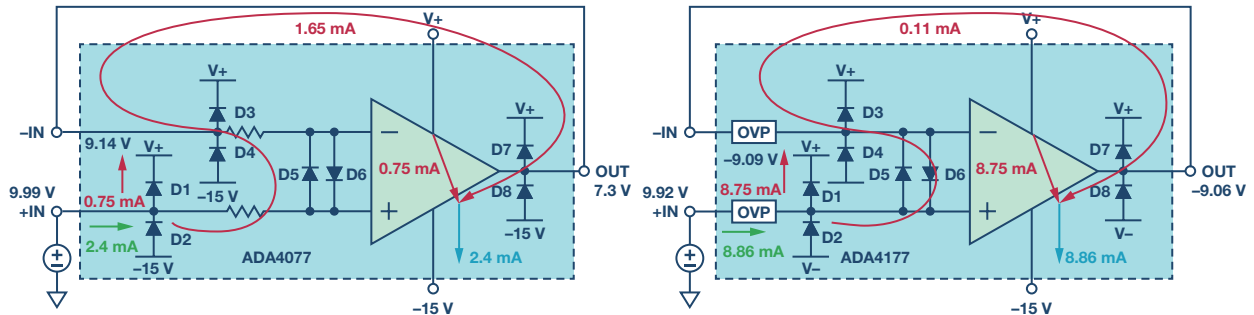 1.65 mA
V+
V+
D3
–IN
9.14 V
D4
V+
–15 V
D5
D6
0.75 mA
V+
D7
OUT
7.3 V
D8
9.99 V
D1
+IN
0.75 mA
2.4 mA
D2
–15 V
ADA4077
–15 V
2.4 mA
–15 V
0.11 mA
V+
V+
D3
–IN
OVP
–9.09 V
D4
V+
–15 V
D5
D6
8.75 mA
V+
D7
OUT
–9.06 V
D8
9.92 V
8.75 mA
D1
+IN
OVP
8.86 mA
D2
V–
ADA4177
V–
8.86 mA
–15 V